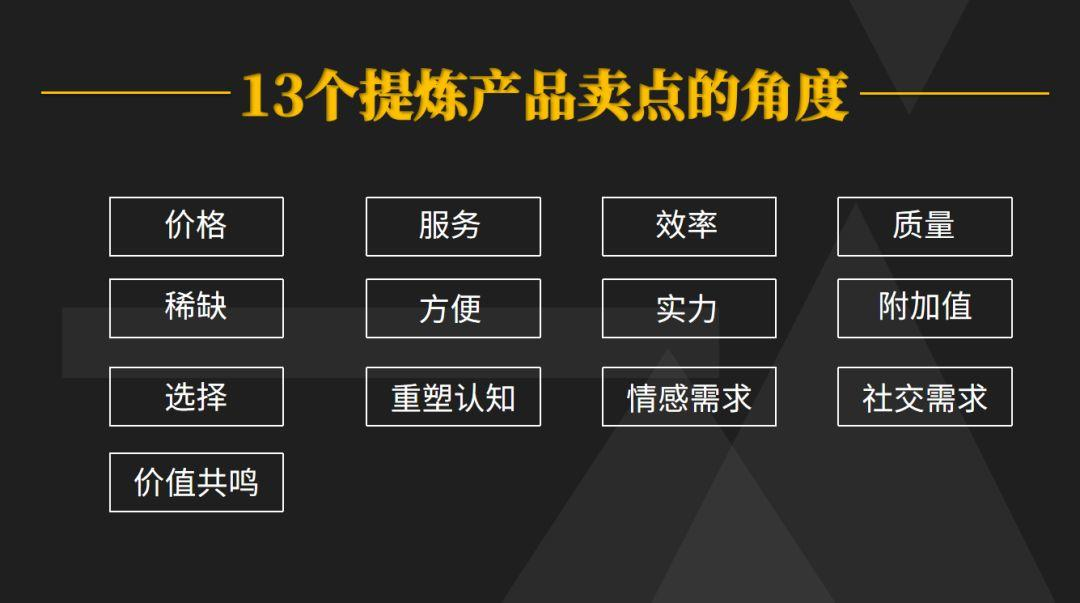 13个提炼产品卖点的角度
价格 服务 效率 质量
稀缺 方便 实力 附加值
选择 重塑认知 情感需求 社交需求
价值共鸣